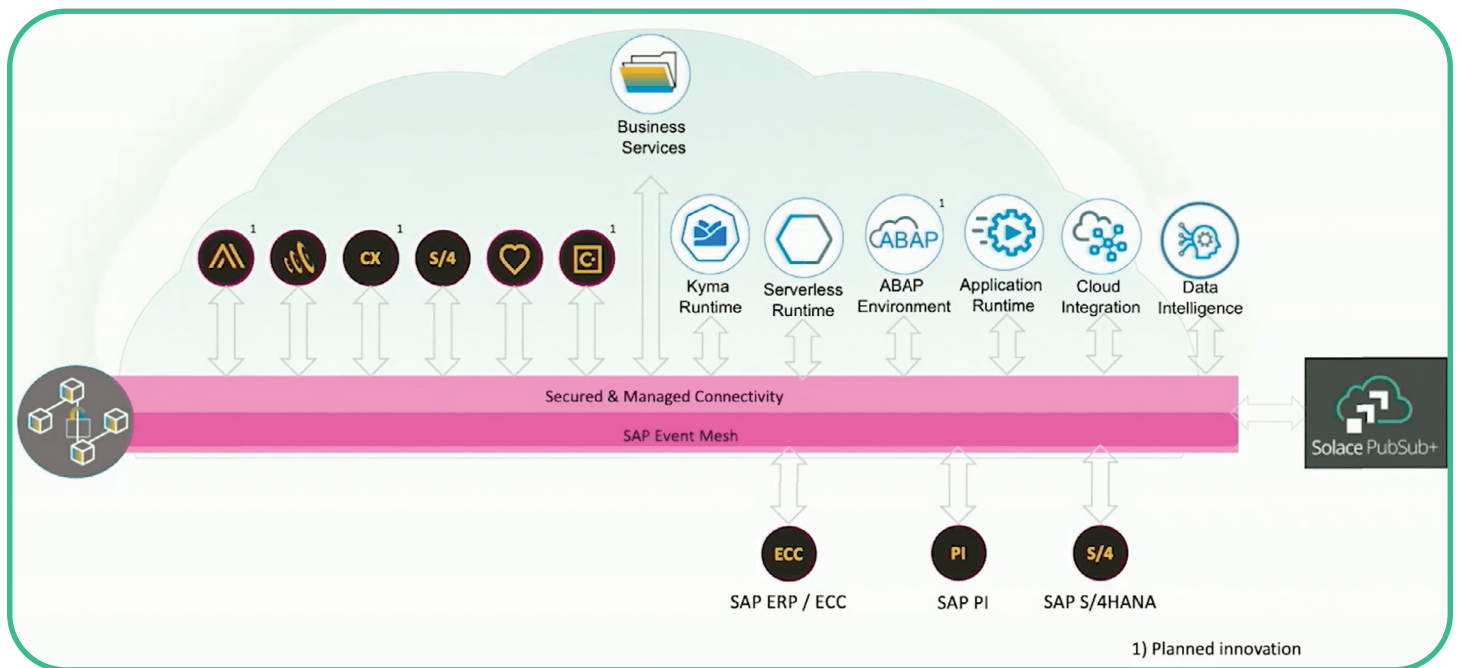 Business
Services
1
1
1
1
CX
S/4
C
ABAP
Kyma
Runtime
Serverless
Runtime
ABAP
Environment
Application
Runtime
Cloud
Integration
Data
Intelligence
Secured & Managed Connectivity
SAP Event Mesh
Solace PubSub+
ECC
PI
S/4
SAP ERP / ECC
SAP PI
SAP S/4HANA
1) Planned innovation